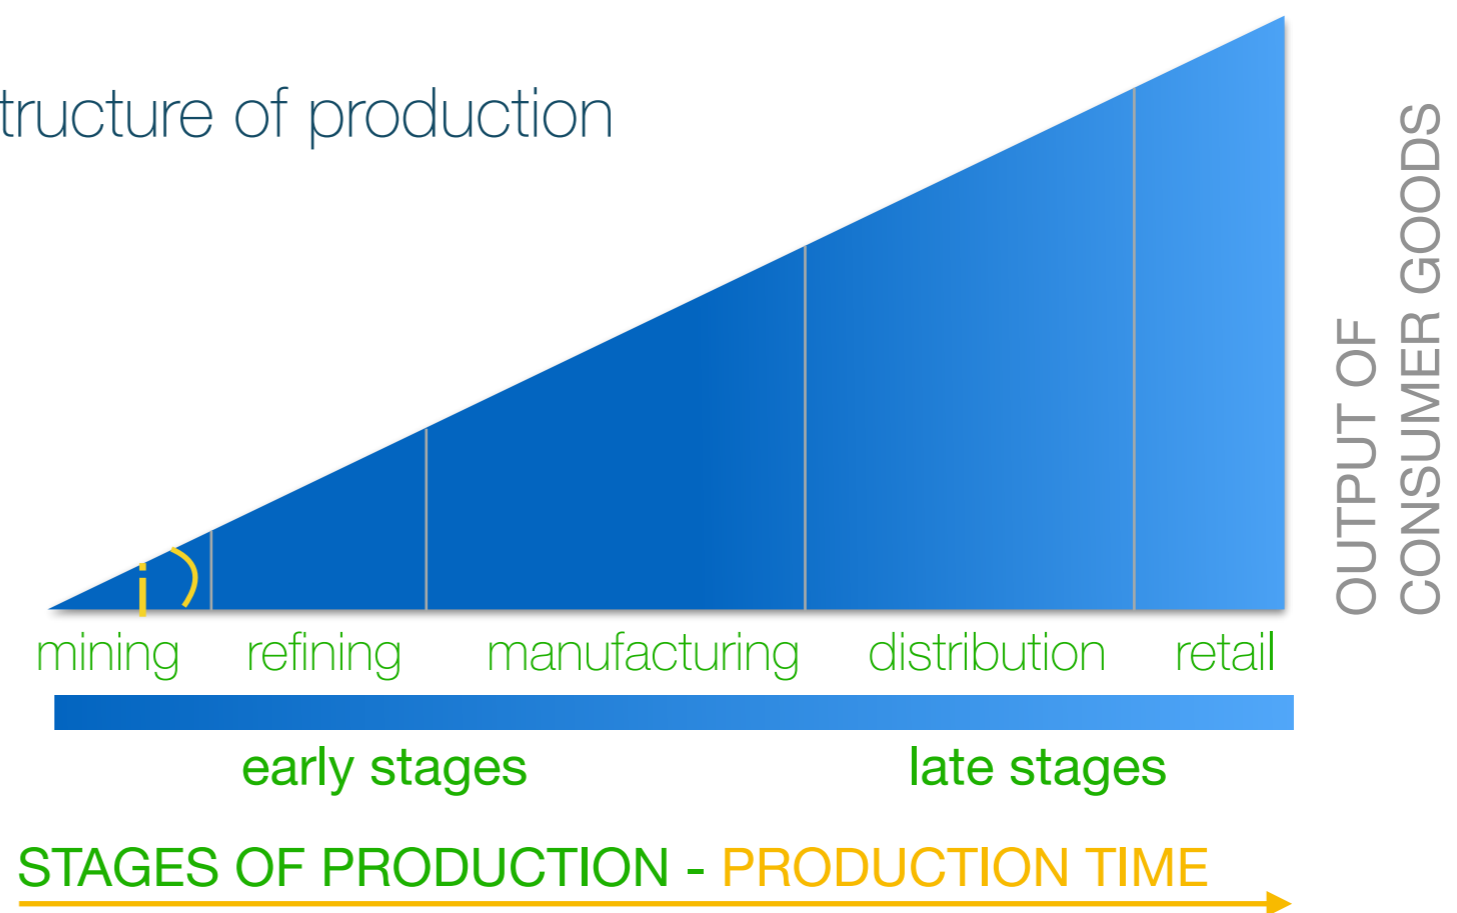 tructure of production
OUTPUT OF
CONSUMER GOODS
i
mining refining manufacturing distribution retail
early stages late stages
STAGES OF PRODUCTION - PRODUCTION TIME